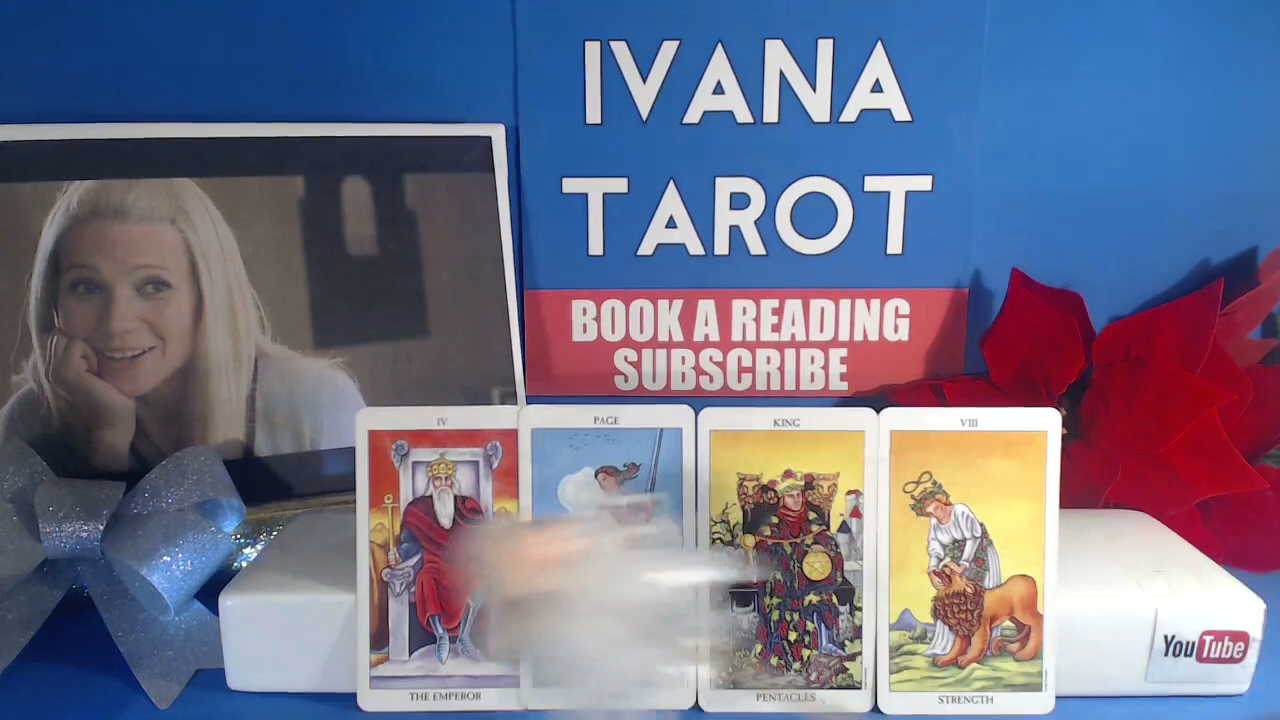 IVANA
TAROT
BOOK A READING
SUBSCRIBE
IV
PAGE
KING
VIII
THE EMPEROR
PENTACLES
STRENGTH
YouTube